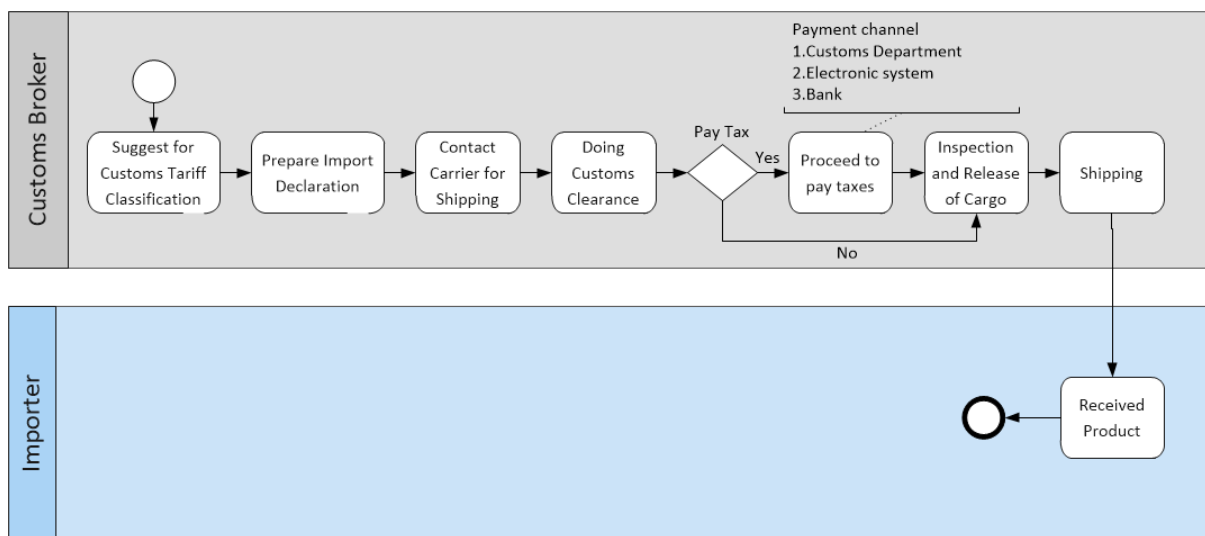 Customs Broker
Payment channel
1.Customs Department
2.Electronic system
3.Bank
Suggest for
Customs Tariff
Classification
Prepare Import
Declaration
Contact
Carrier for
Shipping
Doing
Customs
Clearance
Pay Tax
Yes
No
Proceed to
pay taxes
Inspection
and Release
of Cargo
Shipping
Importer
Received
Product